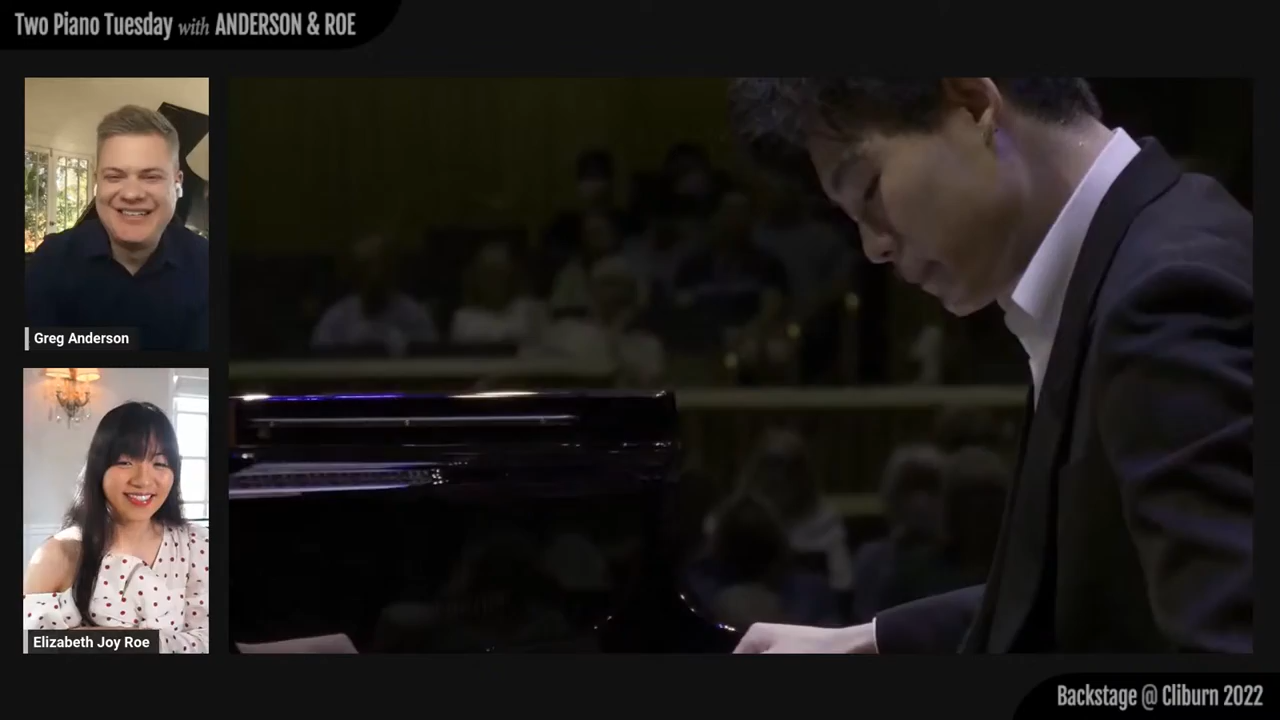 Two Piano Tuesday with ANDERSON & ROE
Greg Anderson
Elizabeth Joy Roe
Backstage @ Cliburn 2022